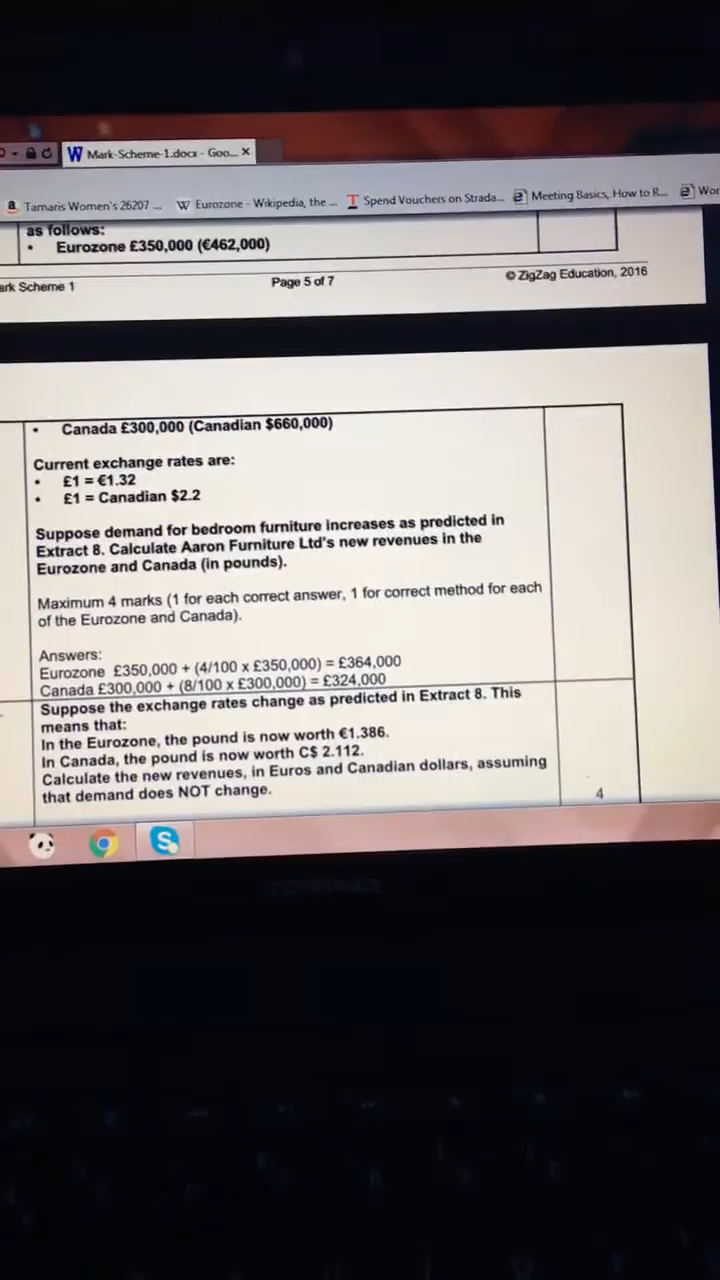 Mark-Scheme-1.docx - Goo... ×
a Tamaris Women's 26207 ... W Eurozone - Wikipedia, the ... T Spend Vouchers on Strada... Meeting Basics, How to R... Wor
as follows:
• Eurozone £350,000 (€462,000)
ark Scheme 1 Page 5 of 7 © ZigZag Education, 2016
• Canada £300,000 (Canadian $660,000)
Current exchange rates are:
• £1 = €1.32
• £1 = Canadian $2.2
Suppose demand for bedroom furniture increases as predicted in
Extract 8. Calculate Aaron Furniture Ltd's new revenues in the
Eurozone and Canada (in pounds).
Maximum 4 marks (1 for each correct answer, 1 for correct method for each
of the Eurozone and Canada).
Answers:
Eurozone £350,000 + (4/100 x £350,000) = £364,000
Canada £300,000 + (8/100 x £300,000) = £324,000
Suppose the exchange rates change as predicted in Extract 8. This
means that:
In the Eurozone, the pound is now worth €1.386.
In Canada, the pound is now worth C$ 2.112.
Calculate the new revenues, in Euros and Canadian dollars, assuming
that demand does NOT change.
4